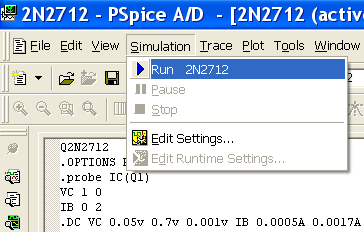 2N2712 - PSpice A/D - [2N2712 (activ
File Edit View Simulation Trace Plot Tools Window
Run 2N2712
Pause
Stop
Edit Settings...
Edit Runtime Settings...
Q2N2712
.OPTIONS
.probe IC(Q1)
VC 1 0
IB 0 2
.DC VC 0.05v 0.7v 0.001v IB 0.0005A 0.0017A